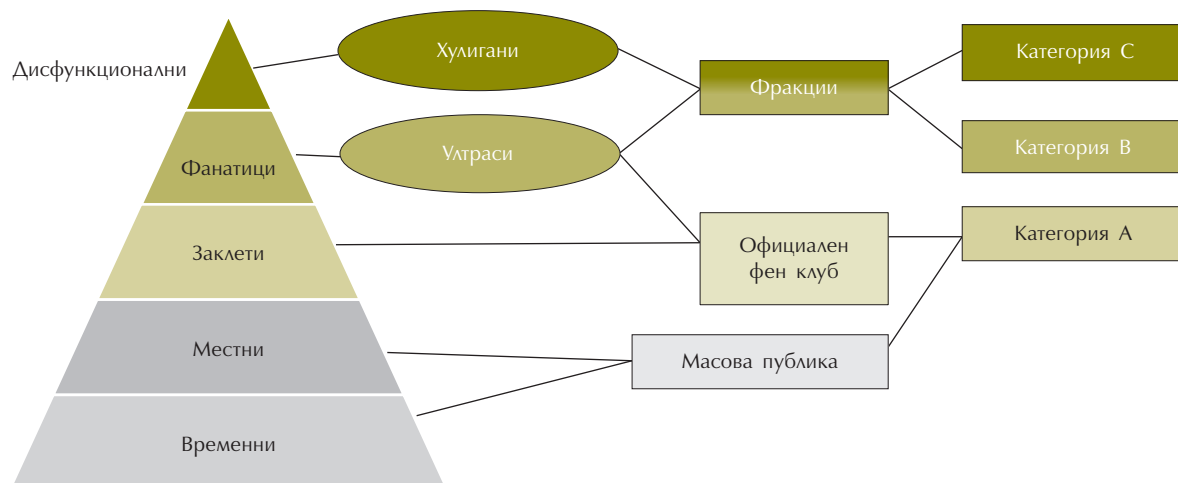 Хулигани
Категория С
Дисфункционални
Фракции
Категория В
Ултраси
Фанатици
Категория А
Официален
фен клуб
Заклети
Местни
Масова публика
Временни